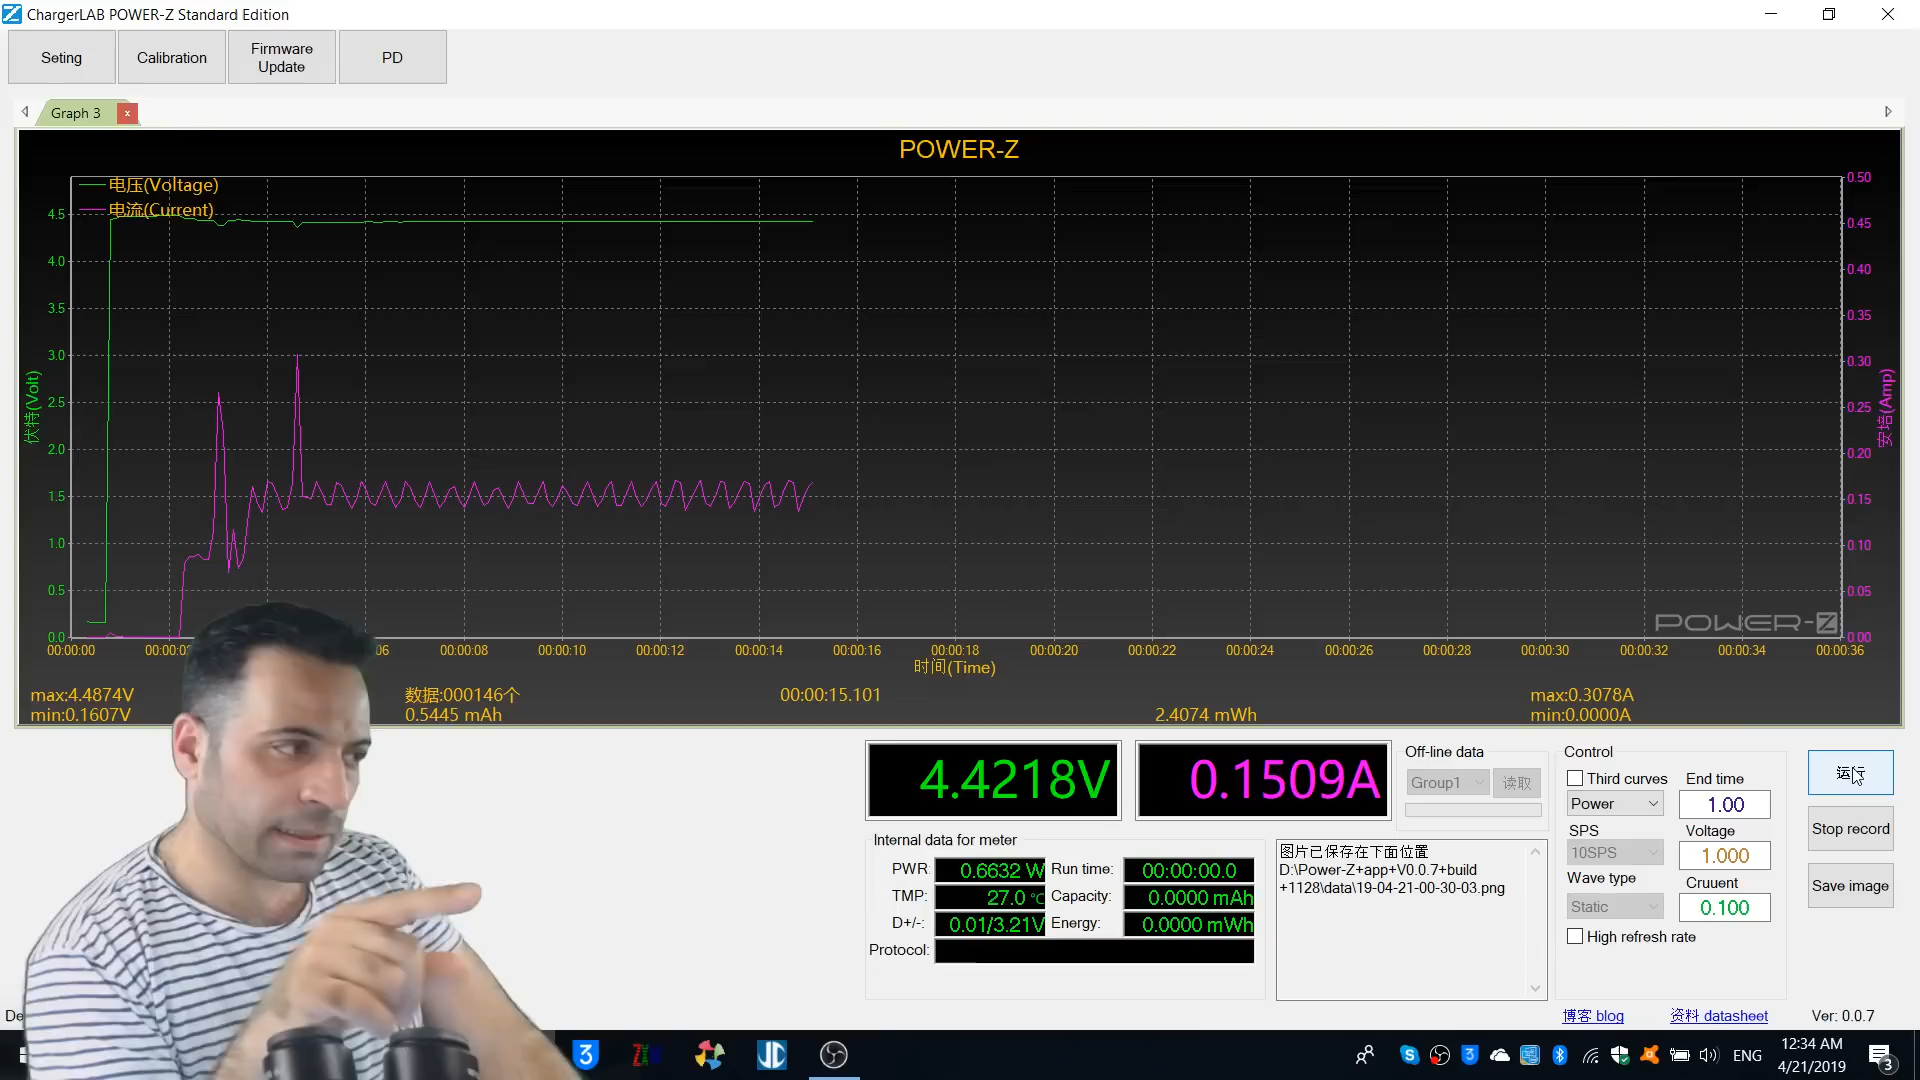 ChargerLAB POWER-Z Standard Edition
Seting
Calibration
Firmware
Update
PD
Graph 3
x
POWER-Z
电压(Voltage)
电流(Current)
4.5
4.0
3.5
3.0
2.5
2.0
1.5
1.0
0.5
0.0
伏特(Volt)
0.50
0.45
0.40
0.35
0.30
0.25
0.20
0.15
0.10
0.05
0.00
安培(Amp)
POWER-Z
00:00:00
00:00:08
00:00:10
00:00:12
00:00:14
00:00:16
00:00:18
00:00:20
00:00:22
00:00:24
00:00:26
00:00:28
00:00:30
00:00:32
00:00:34
00:00:36
时间(Time)
max:4.4874V
min:0.1607V
数据:000146个
0.5445 mAh
00:00:15.101
2.4074 mWh
max:0.3078A
min:0.0000A
4.4218V
0.1509A
Internal data for meter
PWR: 0.6632 W Run time: 00:00:00.0
TMP: 27.0 °C Capacity: 0.0000 mAh
D+/-: 0.01/3.21V Energy: 0.0000 mWh
Protocol:
Off-line data
Group1
读取
图片已保存在下面位置
D:\Power-Z+app+V0.0.7+build
+1128\data\19-04-21-00-30-03.png
Control
Third curves
End time
Power
1.00
SPS
Voltage
10SPS
1.000
Wave type
Cruuent
Static
0.100
High refresh rate
运行
Stop record
Save image
博客 blog
资料 datasheet
Ver: 0.0.7
ENG
12:34 AM
4/21/2019
3